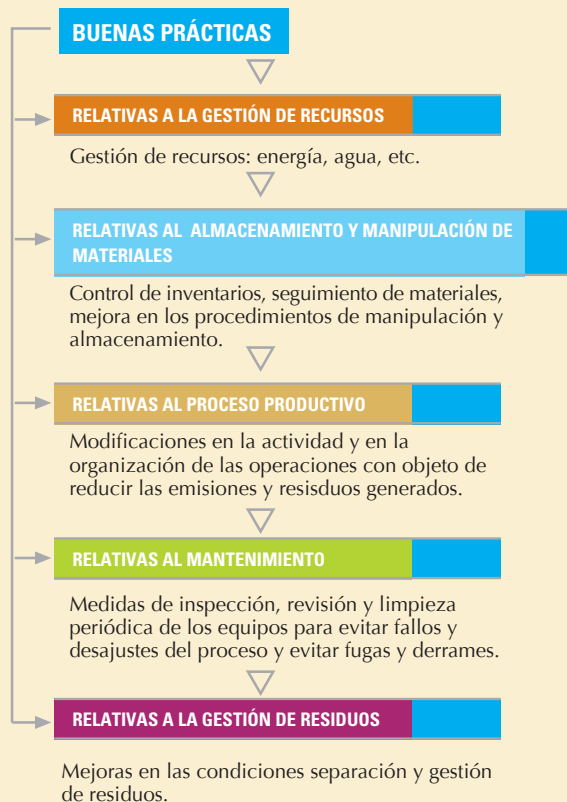 BUENAS PRÁCTICAS
RELATIVAS A LA GESTIÓN DE RECURSOS
Gestión de recursos: energía, agua, etc.
RELATIVAS AL ALMACENAMIENTO Y MANIPULACIÓN DE
MATERIALES
Control de inventarios, seguimiento de materiales,
mejora en los procedimientos de manipulación y
almacenamiento.
RELATIVAS AL PROCESO PRODUCTIVO
Modificaciones en la actividad y en la
organización de las operaciones con objeto de
reducir las emisiones y resisduos generados.
RELATIVAS AL MANTENIMIENTO
Medidas de inspección, revisión y limpieza
periódica de los equipos para evitar fallos y
desajustes del proceso y evitar fugas y derrames.
RELATIVAS A LA GESTIÓN DE RESIDUOS
Mejoras en las condiciones separación y gestión
de residuos.